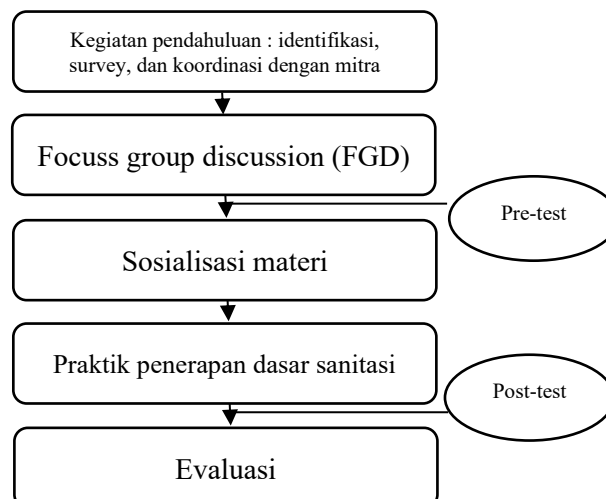 Kegiatan pendahuluan : identifikasi,
survey, dan koordinasi dengan mitra
Focuss group discussion (FGD)
Pre-test
Sosialisasi materi
Praktik penerapan dasar sanitasi
Post-test
Evaluasi